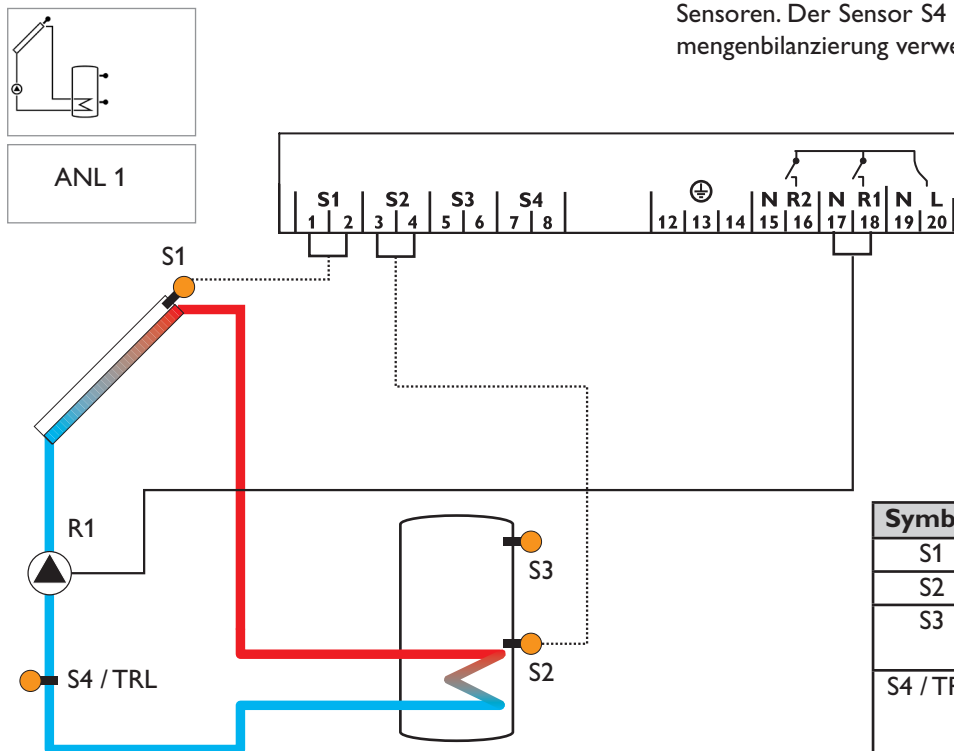 Sensoren. Der Sensor S4
mengenbilanzierung verwe
ANL 1
S1 S2 S3 S4 N R2 N R1 N L
1 2 3 4 5 6 7 8 12 13 14 15 16 17 18 19 20
S1
R1
S3
S2
S4 / TRL
Symb
S1
S2
S3
S4 / TR